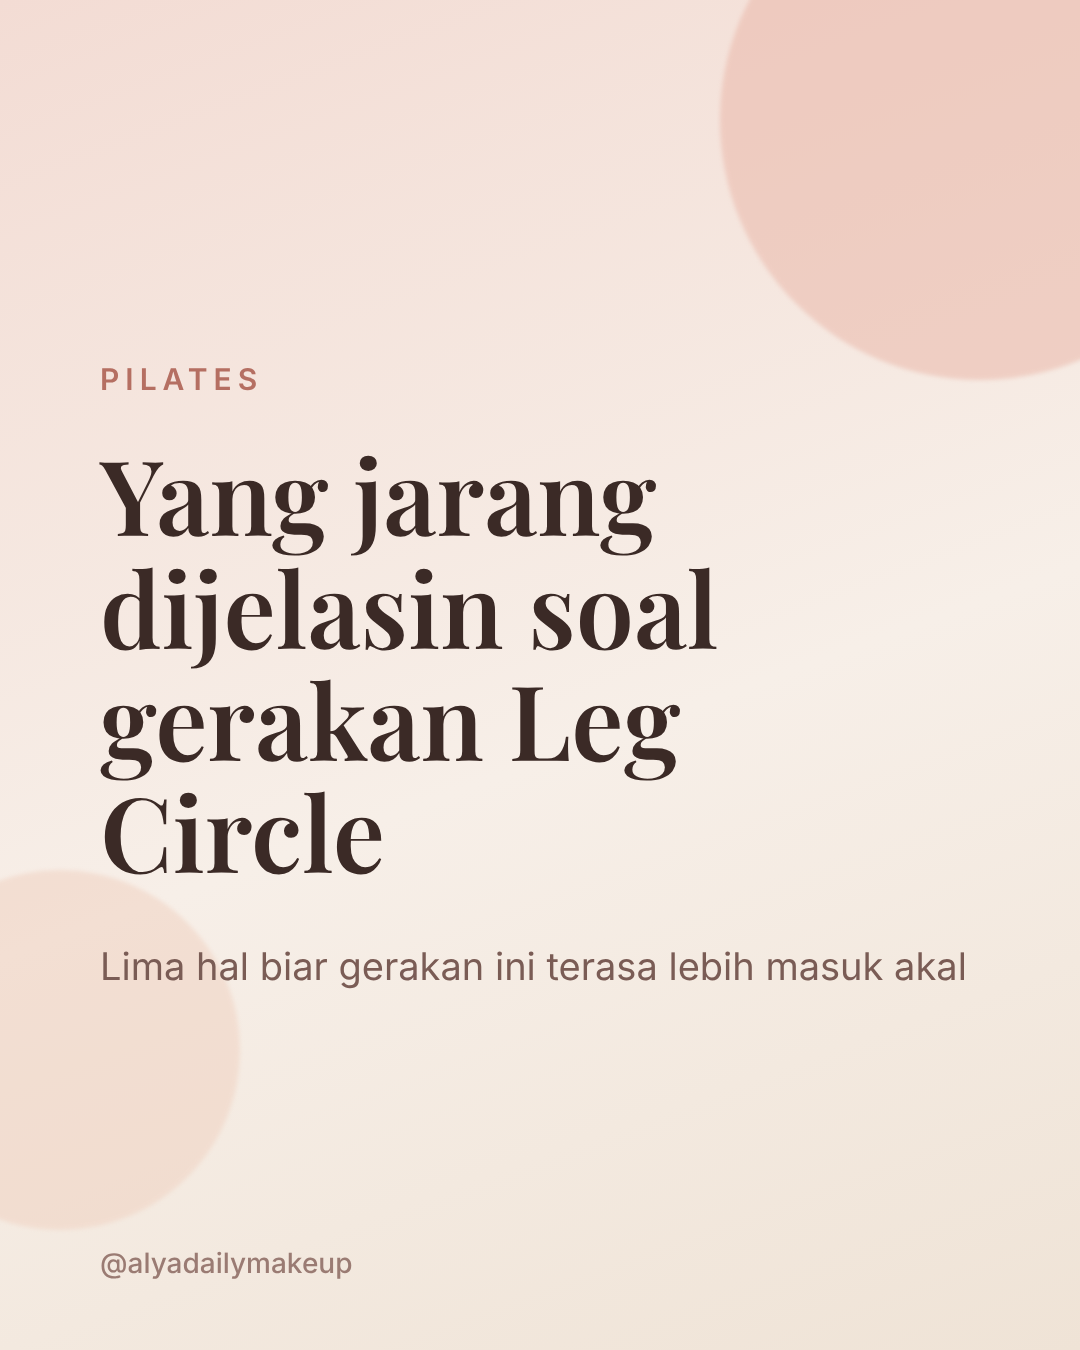 PILATES
Yang jarang
dijelasin soal
gerakan Leg
Circle
Lima hal biar gerakan ini terasa lebih masuk akal
@alyadailymakeup